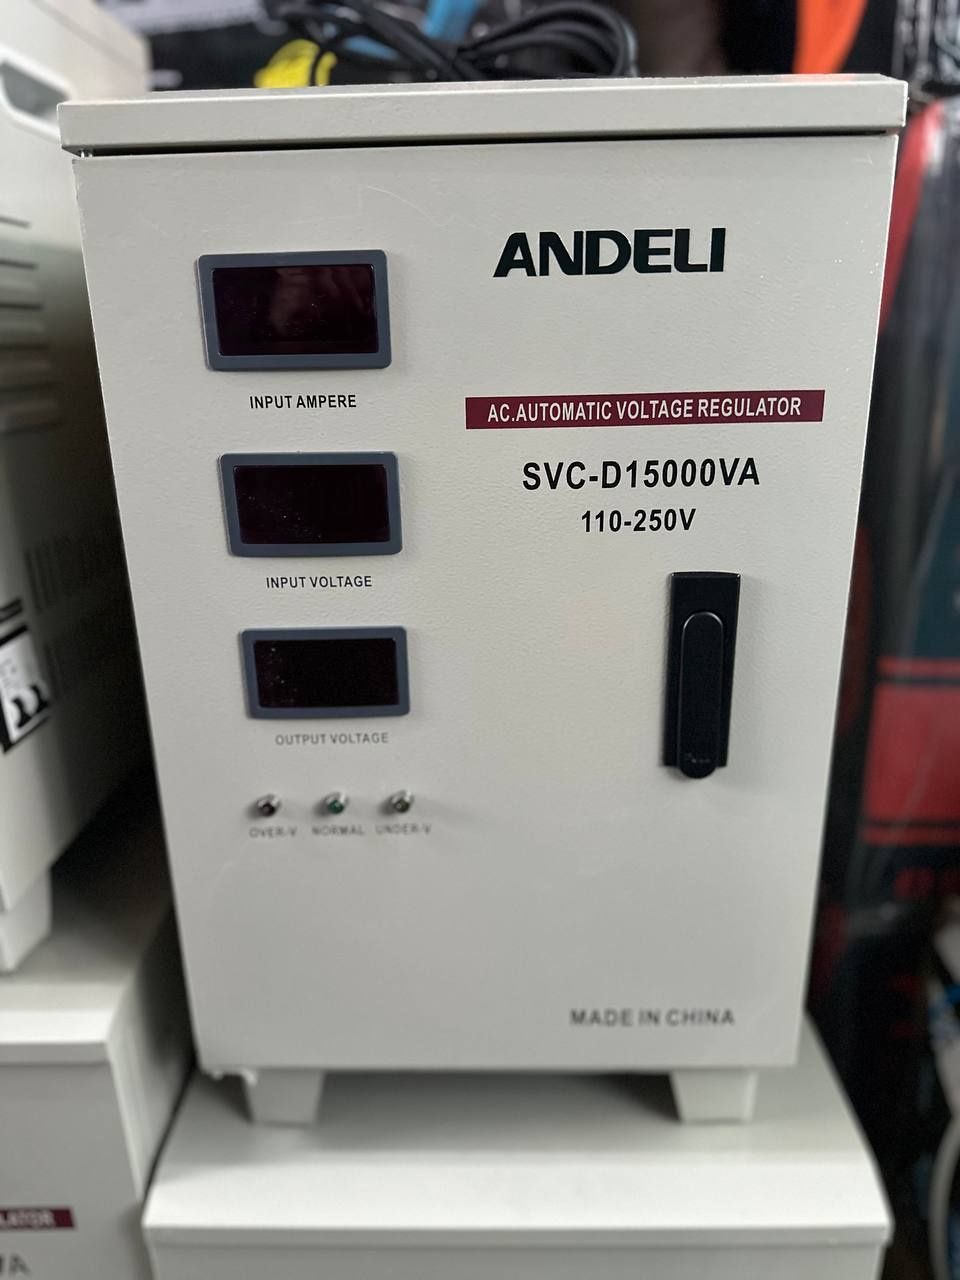 ANDELI
INPUT AMPERE
AC.AUTOMATIC VOLTAGE REGULATOR
SVC-D15000VA
110-250V
INPUT VOLTAGE
OUTPUT VOLTAGE
OVER-V NORMAL UNDER-V
MADE IN CHINA